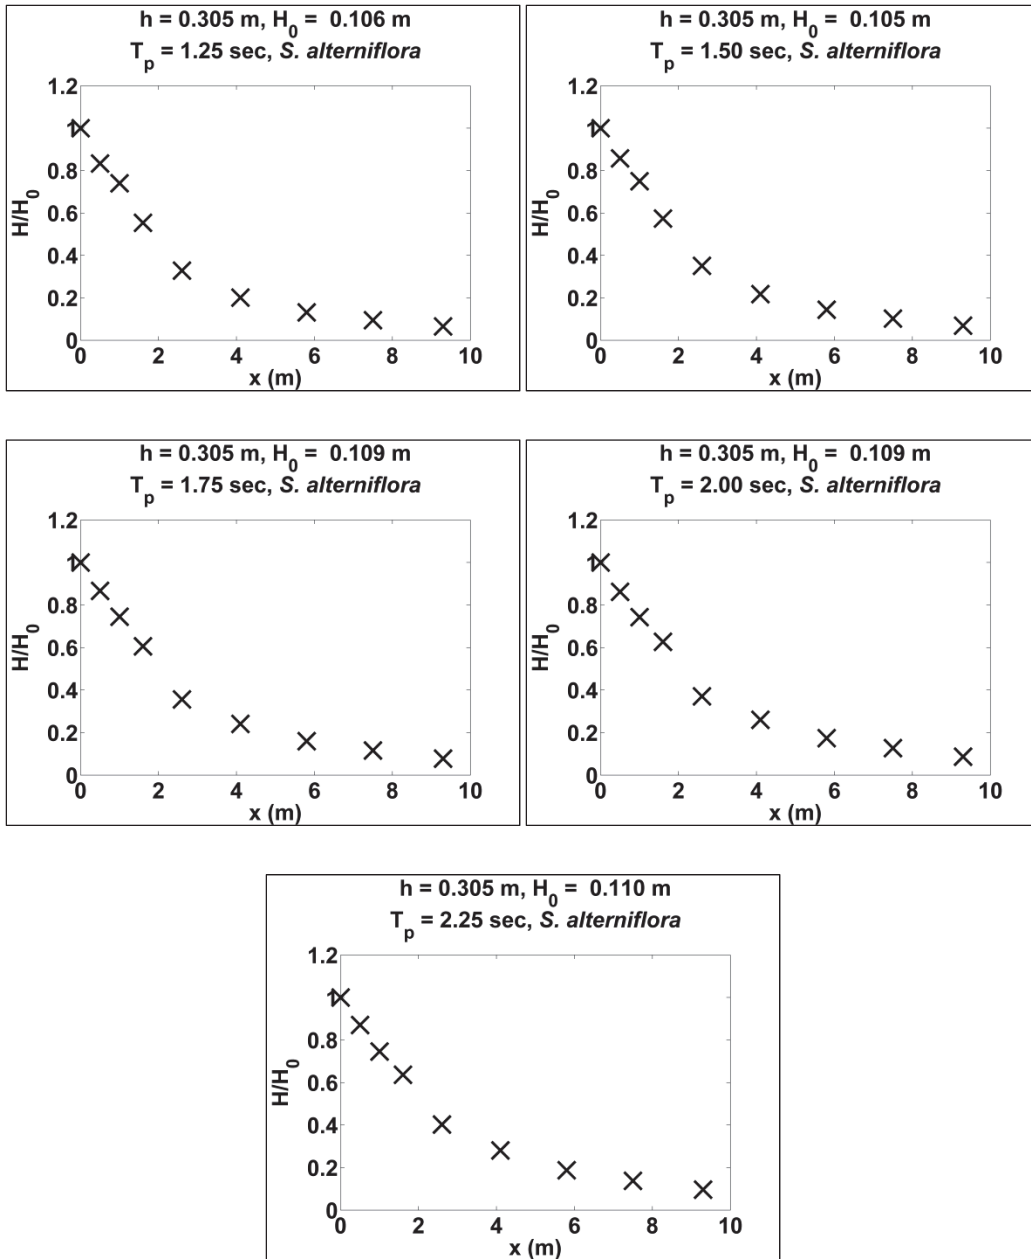 h = 0.305 m, H0 = 0.106 m
Tp = 1.25 sec, S. alterniflora
1.2
1
0.8
0.6
0.4
0.2
0
H/H0
0 2 4 6 8 10
x (m)
h = 0.305 m, H0 = 0.105 m
Tp = 1.50 sec, S. alterniflora
1.2
1
0.8
0.6
0.4
0.2
0
H/H0
0 2 4 6 8 10
x (m)
h = 0.305 m, H0 = 0.109 m
Tp = 1.75 sec, S. alterniflora
1.2
1
0.8
0.6
0.4
0.2
0
H/H0
0 2 4 6 8 10
x (m)
h = 0.305 m, H0 = 0.109 m
Tp = 2.00 sec, S. alterniflora
1.2
1
0.8
0.6
0.4
0.2
0
H/H0
0 2 4 6 8 10
x (m)
h = 0.305 m, H0 = 0.110 m
Tp = 2.25 sec, S. alterniflora
1.2
1
0.8
0.6
0.4
0.2
0
H/H0
0 2 4 6 8 10
x (m)